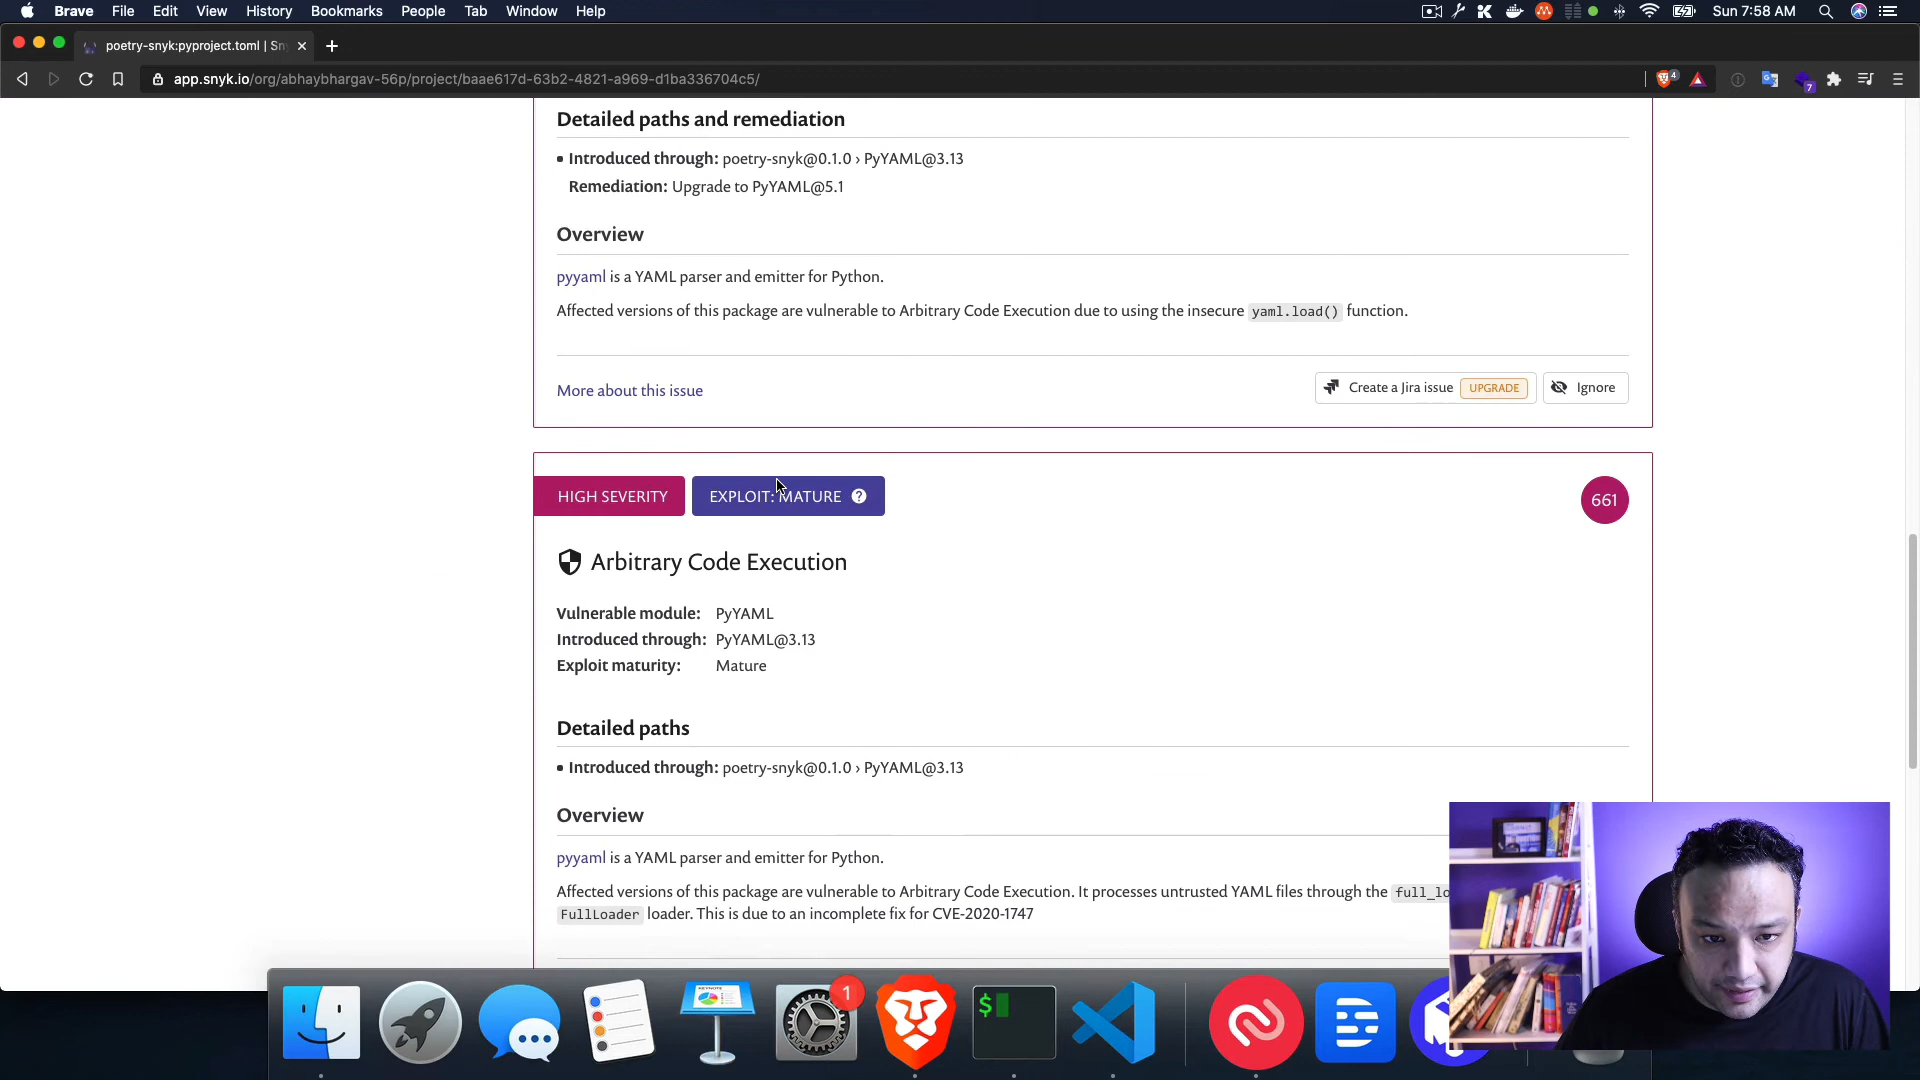 Brave File Edit View History Bookmarks People Tab Window Help Sun 7:58 AM
poetry-snyk:pyproject.toml | Sn
app.snyk.io/org/abhaybhargav-56p/project/baae617d-63b2-4821-a969-d1ba336704c5/
4
7
Detailed paths and remediation
Introduced through: poetry-snyk@0.1.0 › PyYAML@3.13
Remediation: Upgrade to PyYAML@5.1
Overview
pyyaml is a YAML parser and emitter for Python.
Affected versions of this package are vulnerable to Arbitrary Code Execution due to using the insecure yaml.load() function.
More about this issue
Create a Jira issue UPGRADE
Ignore
HIGH SEVERITY
EXPLOIT: MATURE ?
661
Arbitrary Code Execution
Vulnerable module: PyYAML
Introduced through: PyYAML@3.13
Exploit maturity: Mature
Detailed paths
Introduced through: poetry-snyk@0.1.0 › PyYAML@3.13
Overview
pyyaml is a YAML parser and emitter for Python.
Affected versions of this package are vulnerable to Arbitrary Code Execution. It processes untrusted YAML files through the full_lo
FullLoader loader. This is due to an incomplete fix for CVE-2020-1747
1
$